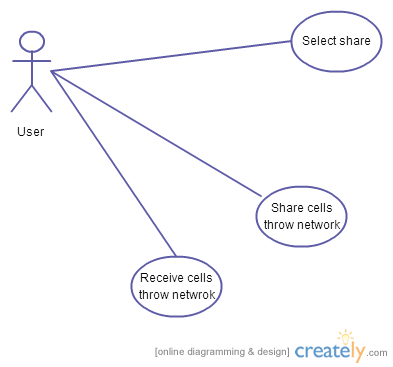 Select share
User
Share cells
throw network
Receive cells
throw netwrok
[online diagramming & design] creately.com